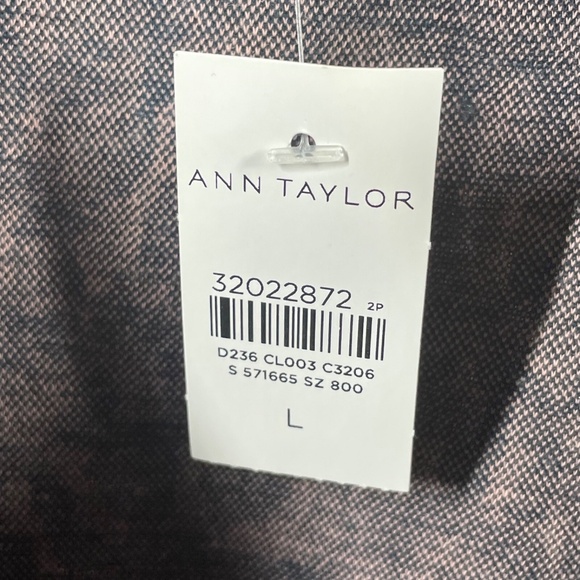 ANN TAYLOR
32022872 2P
D236 CL003 C3206
S 571665 SZ 800
L